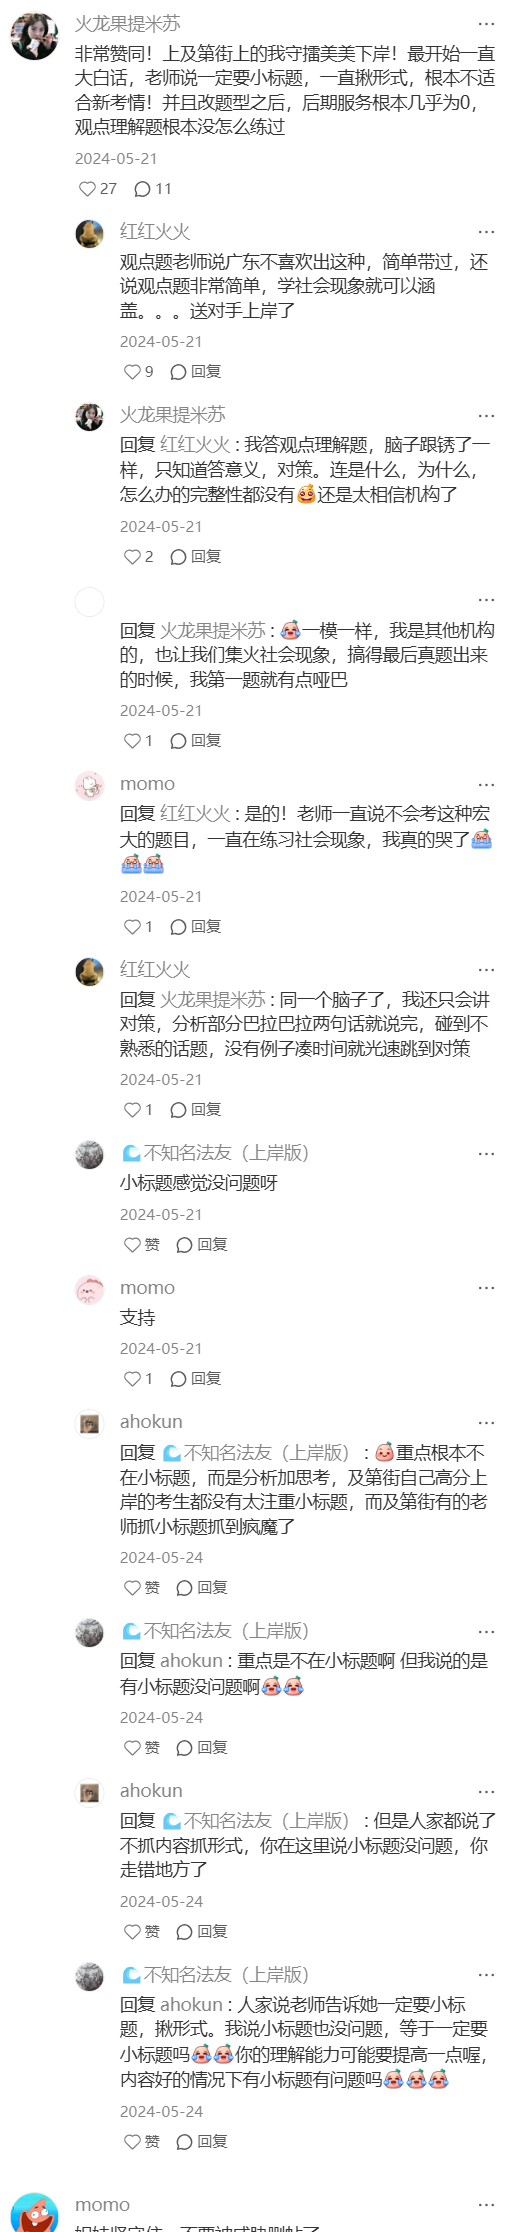 火龙果提米苏
非常赞同！上及第街上的我守擂美美下岸！最开始一直
大白话，老师说一定要小标题，一直揪形式，根本不适
合新考情！并且改题型之后，后期服务根本几乎为0，
观点理解题根本没怎么练过
2024-05-21
27 11
红红火火
观点题老师说广东不喜欢出这种，简单带过，还
说观点题非常简单，学社会现象就可以涵
盖。。。送对手上岸了
2024-05-21
9 回复
火龙果提米苏
回复 红红火火 : 我答观点理解题，脑子跟锈了一
样，只知道答意义，对策。连是什么，为什么，
怎么办的完整性都没有还是太相信机构了
2024-05-21
2 回复
回复 火龙果提米苏 : 一模一样，我是其他机构
的，也让我们集火社会现象，搞得最后真题出来
的时候，我第一题就有点哑巴
2024-05-21
1 回复
momo
回复 红红火火 : 是的！老师一直说不会考这种宏
大的题目，一直在练习社会现象，我真的哭了
2024-05-21
1 回复
红红火火
回复 火龙果提米苏 : 同一个脑子了，我还只会讲
对策，分析部分巴拉巴拉两句话就说完，碰到不
熟悉的话题，没有例子凑时间就光速跳到对策
2024-05-21
1 回复
🌊不知名法友（上岸版）
小标题感觉没问题呀
2024-05-21
赞 回复
momo
支持
2024-05-21
1 回复
ahokun
回复 🌊不知名法友（上岸版） : 重点根本不
在小标题，而是分析加思考，及第街自己高分上
岸的考生都没有太注重小标题，而及第街有的老
师抓小标题抓到疯魔了
2024-05-24
赞 回复
🌊不知名法友（上岸版）
回复 ahokun : 重点是不在小标题啊 但我说的是
有小标题没问题啊
2024-05-24
赞 回复
ahokun
回复 🌊不知名法友（上岸版） : 但是人家都说了
不抓内容抓形式，你在这里说小标题没问题，你
走错地方了
2024-05-24
赞 回复
🌊不知名法友（上岸版）
回复 ahokun : 人家说老师告诉她一定要小标
题，揪形式。我说小标题也没问题，等于一定要
小标题吗你的理解能力可能要提高一点喔，
内容好的情况下有小标题有问题吗
2024-05-24
赞 回复
momo